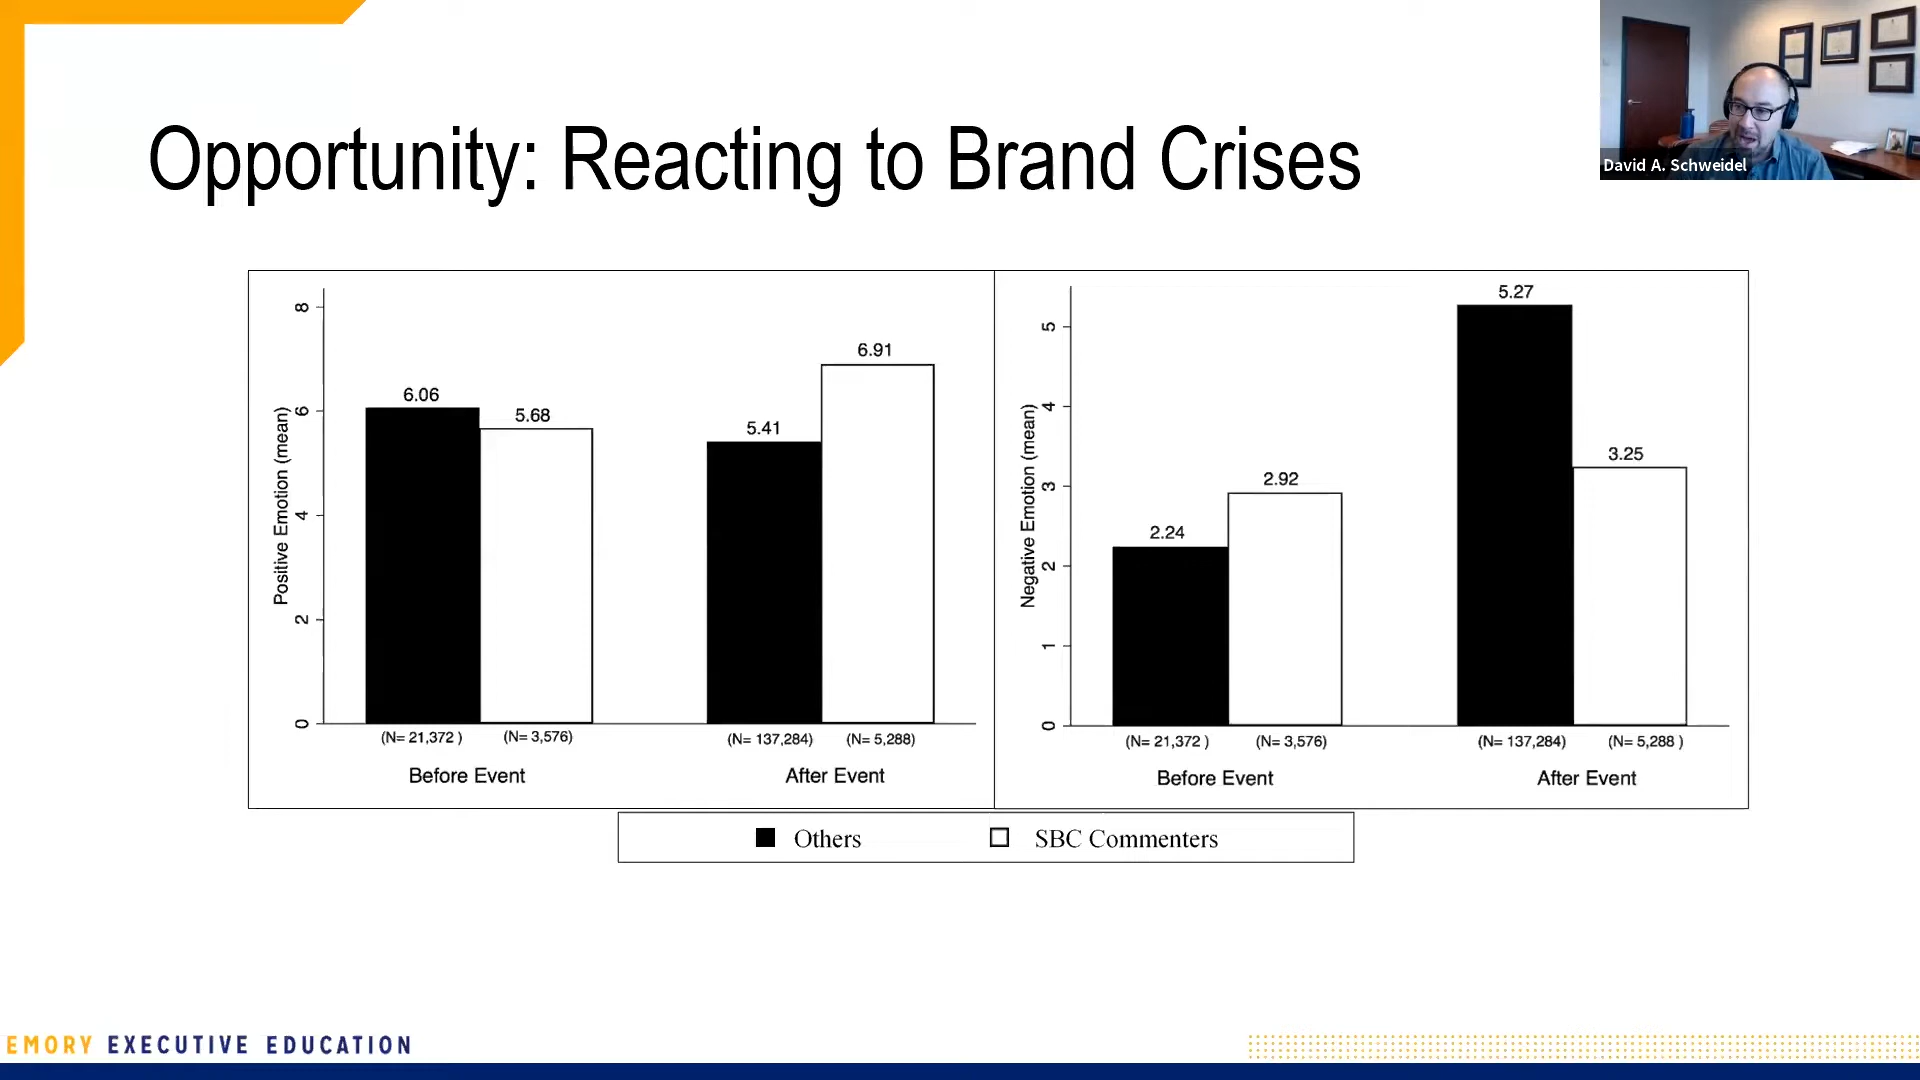 Opportunity: Reacting to Brand Crises
David A. Schweidel
Positive Emotion (mean)
8
6
4
2
0
6.06
5.68
5.41
6.91
(N= 21,372 )
(N= 3,576)
(N= 137,284)
(N= 5,288)
Before Event
After Event
Negative Emotion (mean)
5
4
3
2
1
0
2.24
2.92
5.27
3.25
(N= 21,372 )
(N= 3,576)
(N= 137,284)
(N= 5,288 )
Before Event
After Event
Others
SBC Commenters
EMORY EXECUTIVE EDUCATION